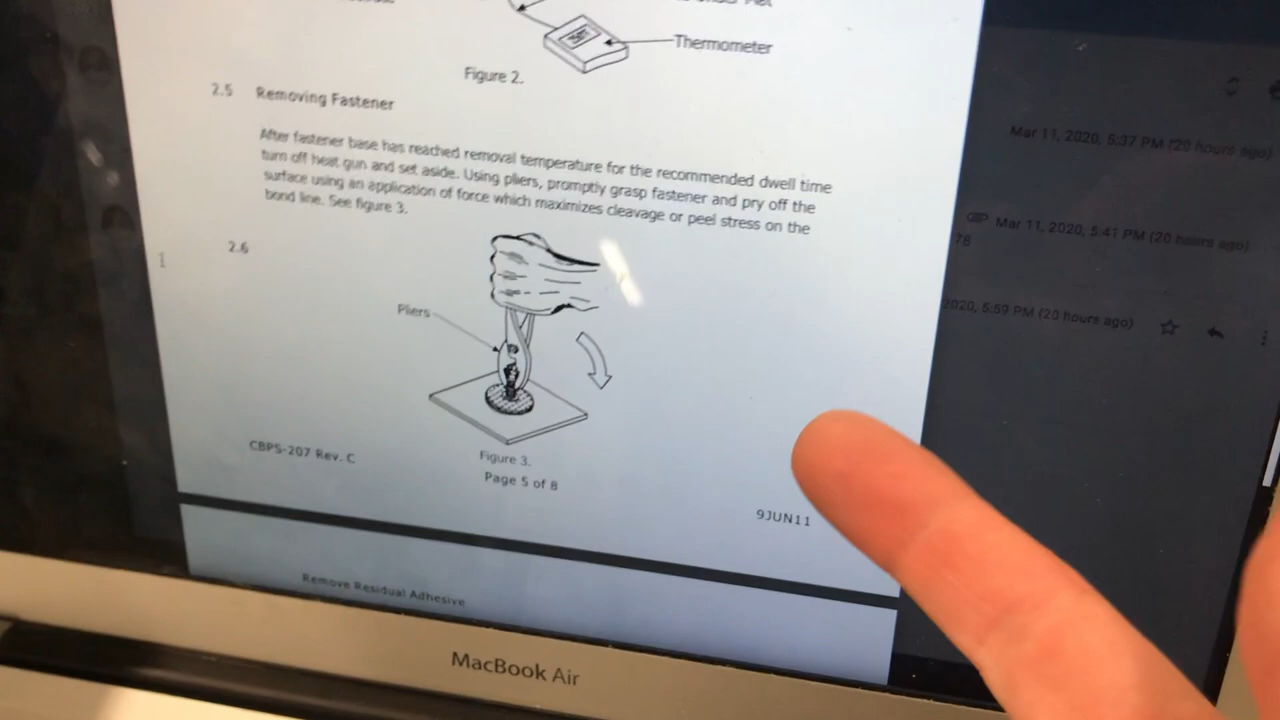 Thermometer
Figure 2.
2.5 Removing Fastener
After fastener base has reached removal temperature for the recommended dwell time
turn off heat gun and set aside. Using pliers, promptly grasp fastener and pry off the
surface using an application of force which maximizes cleavage or peel stress on the
bond line. See figure 3.
1
2.6
Pliers
CBPS-207 Rev. C
Figure 3.
Page 5 of 8
9JUN11
Remove Residual Adhesive
MacBook Air
Mar 11, 2020, 5:37 PM (20 hours ago)
Mar 11, 2020, 5:41 PM (20 hours ago)
78
2020, 5:59 PM (20 hours ago)